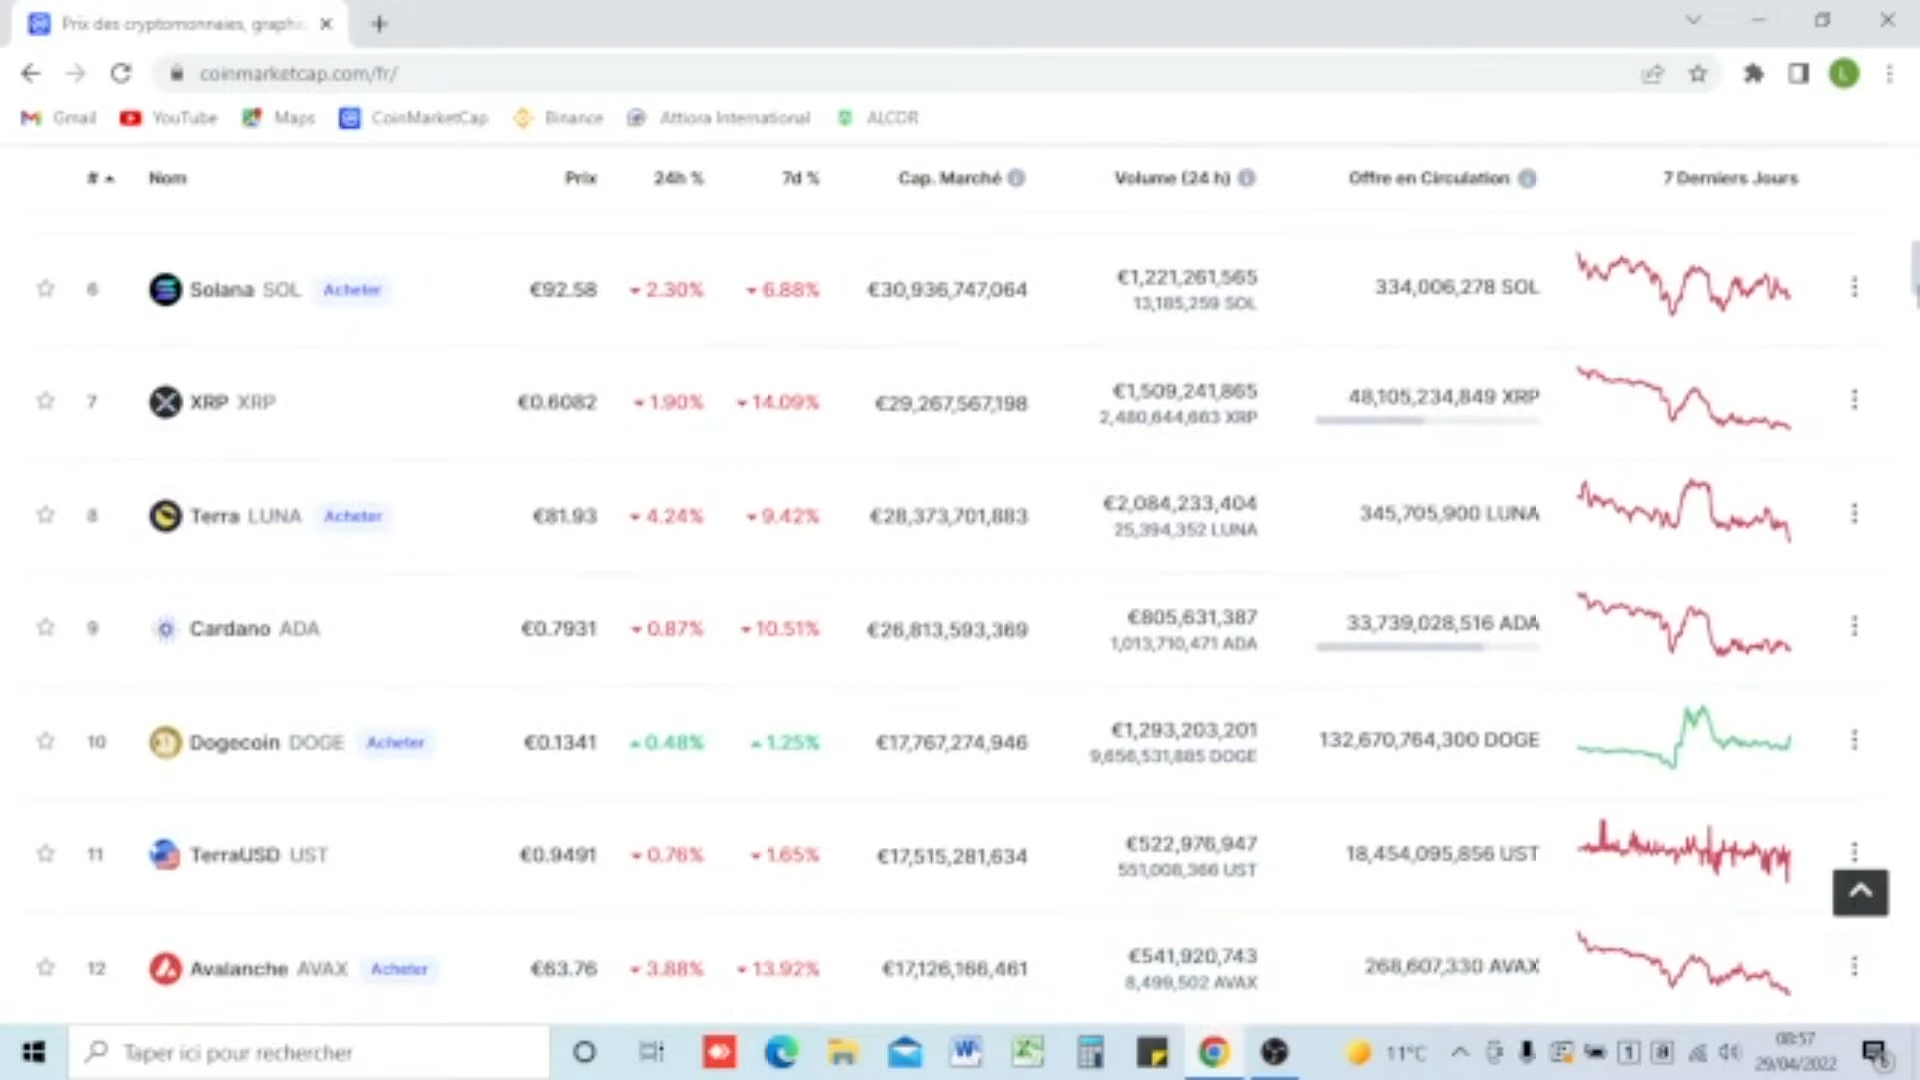 Prix des cryptomonnaies, graphic
coinmarketcap.com/fr/
Gmail YouTube Maps CoinMarketCap Binance Attiora International ALCOR
# Nom Prix 24h % 7d % Cap. Marché Volume (24 h) Offre en Circulation 7 Derniers Jours
6 Solana SOL Acheter €92.58 2.30% 6.88% €30,936,747,064 €1,221,261,565 334,006,278 SOL
13,185,259 SOL
7 XRP XRP €0.6082 1.90% 14.09% €29,267,567,198 €1,509,241,865 48,105,234,849 XRP
2,480,644,663 XRP
8 Terra LUNA Acheter €81.93 4.24% 9.42% €28,373,701,883 €2,084,233,404 345,705,900 LUNA
25,394,352 LUNA
9 Cardano ADA €0.7931 0.87% 10.51% €26,813,593,369 €805,631,387 33,739,028,516 ADA
1,013,710,471 ADA
10 Dogecoin DOGE Acheter €0.1341 0.48% 1.25% €17,767,274,946 €1,293,203,201 132,670,764,300 DOGE
9,656,531,885 DOGE
11 TerraUSD UST €0.9491 0.76% 1.65% €17,515,281,634 €522,976,947 18,454,095,856 UST
551,008,366 UST
12 Avalanche AVAX Acheter €63.76 3.88% 13.92% €17,126,166,461 €541,920,743 268,607,330 AVAX
8,499,502 AVAX
Taper ici pour rechercher 11°C 08:57
29/04/2022